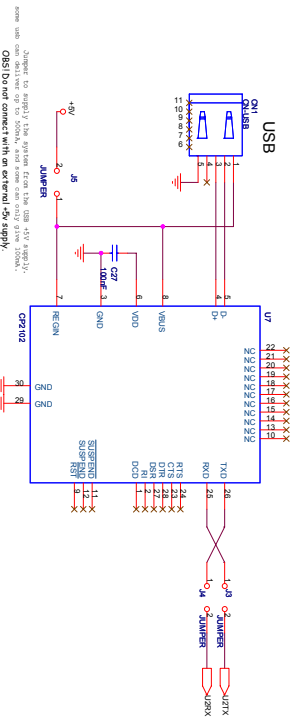 USB
CN1
CN-USB
11
10
9
8
7
6
5
4
3
2
1
+5V
2
J5
1
JUMPER
Jumper to supply the system from the USB +5V supply.
some usb can deliver op to 500mA, and some can only give 100mA.
OBS! Do not connect with an external +5v supply.
C27
100nF
7
3
6
8
4
5
REGIN
GND
VDD
VBUS
D+
D-
U7
CP2102
NC 22
NC 21
NC 20
NC 19
NC 18
NC 17
NC 16
NC 15
NC 14
NC 13
NC 10
30 GND
29 GND
RST
SUSPEND
SUSPEND
DCD
RI
DSR
DTR
CTS
RTS
RXD
TXD
9
12
11
1
2
27
28
23
24
25
26
1
J4
2
JUMPER
1
J3
2
JUMPER
U2RX
U2TX